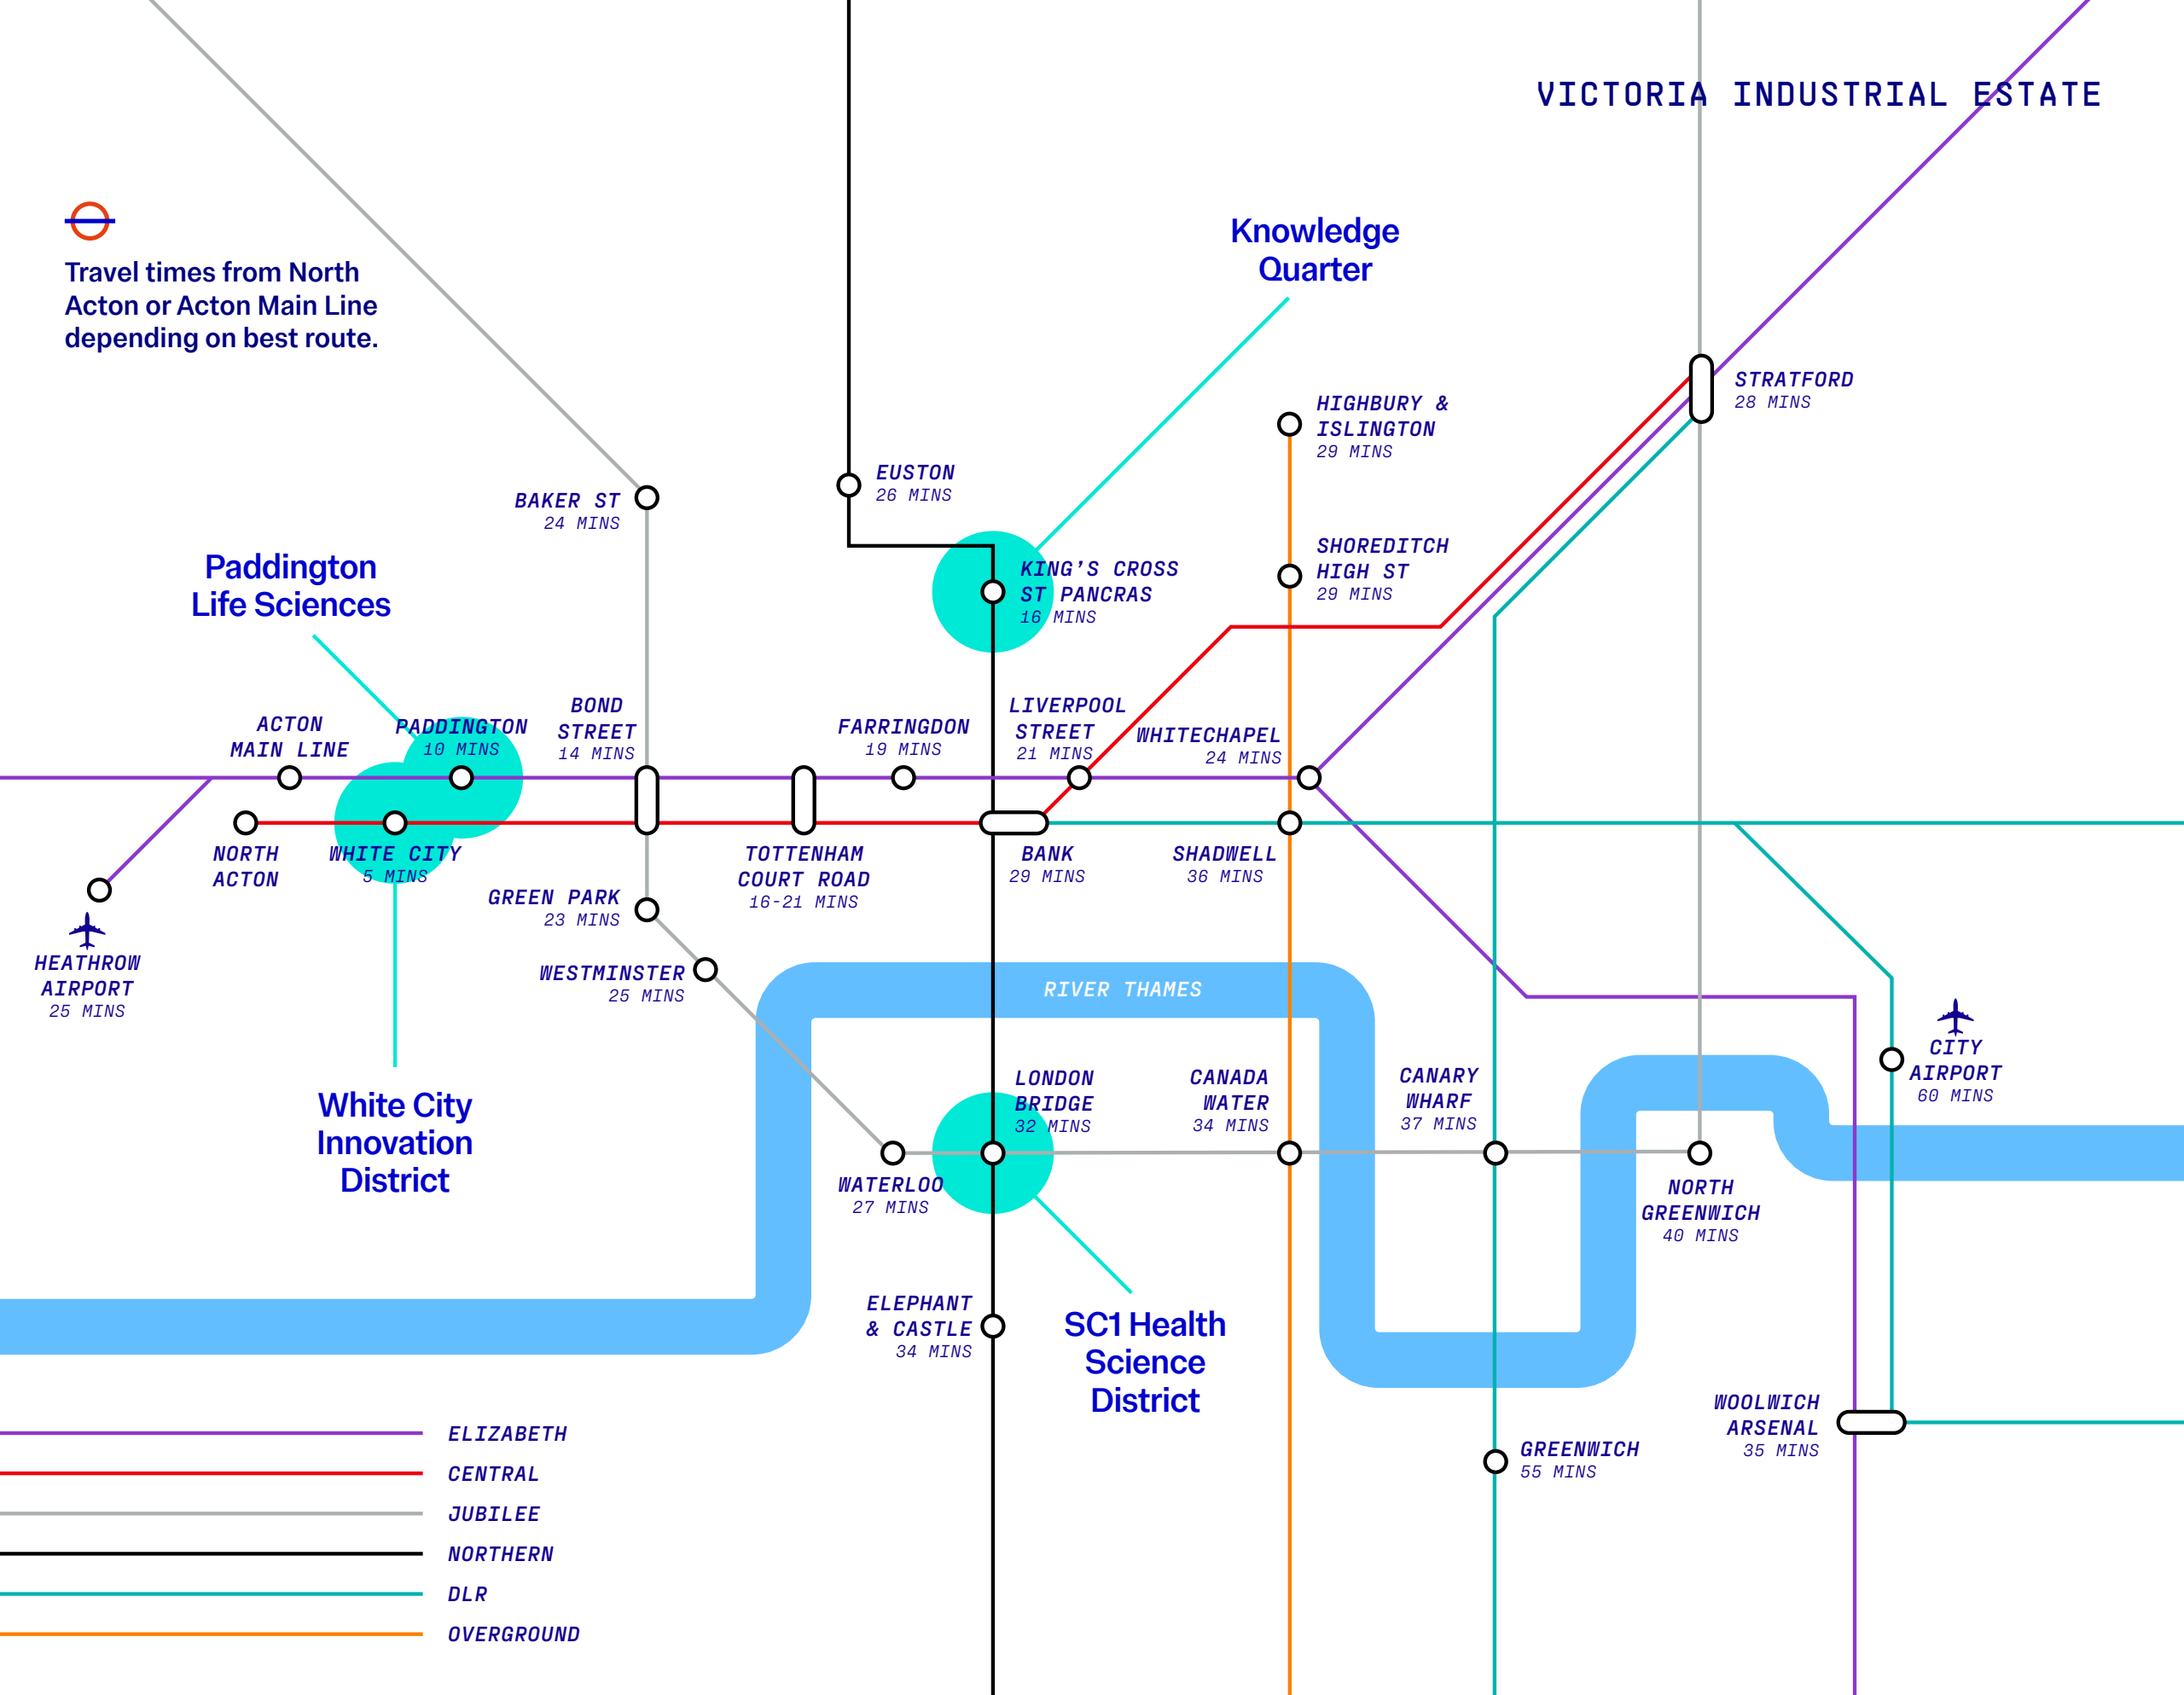 VICTORIA INDUSTRIAL ESTATE
Travel times from North
Acton or Acton Main Line
depending on best route.
Knowledge
Quarter
STRATFORD
28 MINS
HIGHBURY &
ISLINGTON
29 MINS
EUSTON
26 MINS
BAKER ST
24 MINS
SHOREDITCH
HIGH ST
29 MINS
KING’S CROSS
ST PANCRAS
16 MINS
Paddington
Life Sciences
ACTON
MAIN LINE
PADDINGTON
10 MINS
BOND
STREET
14 MINS
FARRINGDON
19 MINS
LIVERPOOL
STREET
21 MINS
WHITECHAPEL
24 MINS
NORTH
ACTON
WHITE CITY
5 MINS
TOTTENHAM
COURT ROAD
16-21 MINS
BANK
29 MINS
SHADWELL
36 MINS
GREEN PARK
23 MINS
WESTMINSTER
25 MINS
HEATHROW
AIRPORT
25 MINS
RIVER THAMES
CITY
AIRPORT
60 MINS
LONDON
BRIDGE
32 MINS
CANADA
WATER
34 MINS
CANARY
WHARF
37 MINS
White City
Innovation
District
WATERLOO
27 MINS
NORTH
GREENWICH
40 MINS
ELEPHANT
& CASTLE
34 MINS
SC1 Health
Science
District
WOOLWICH
ARSENAL
35 MINS
GREENWICH
55 MINS
ELIZABETH
CENTRAL
JUBILEE
NORTHERN
DLR
OVERGROUND